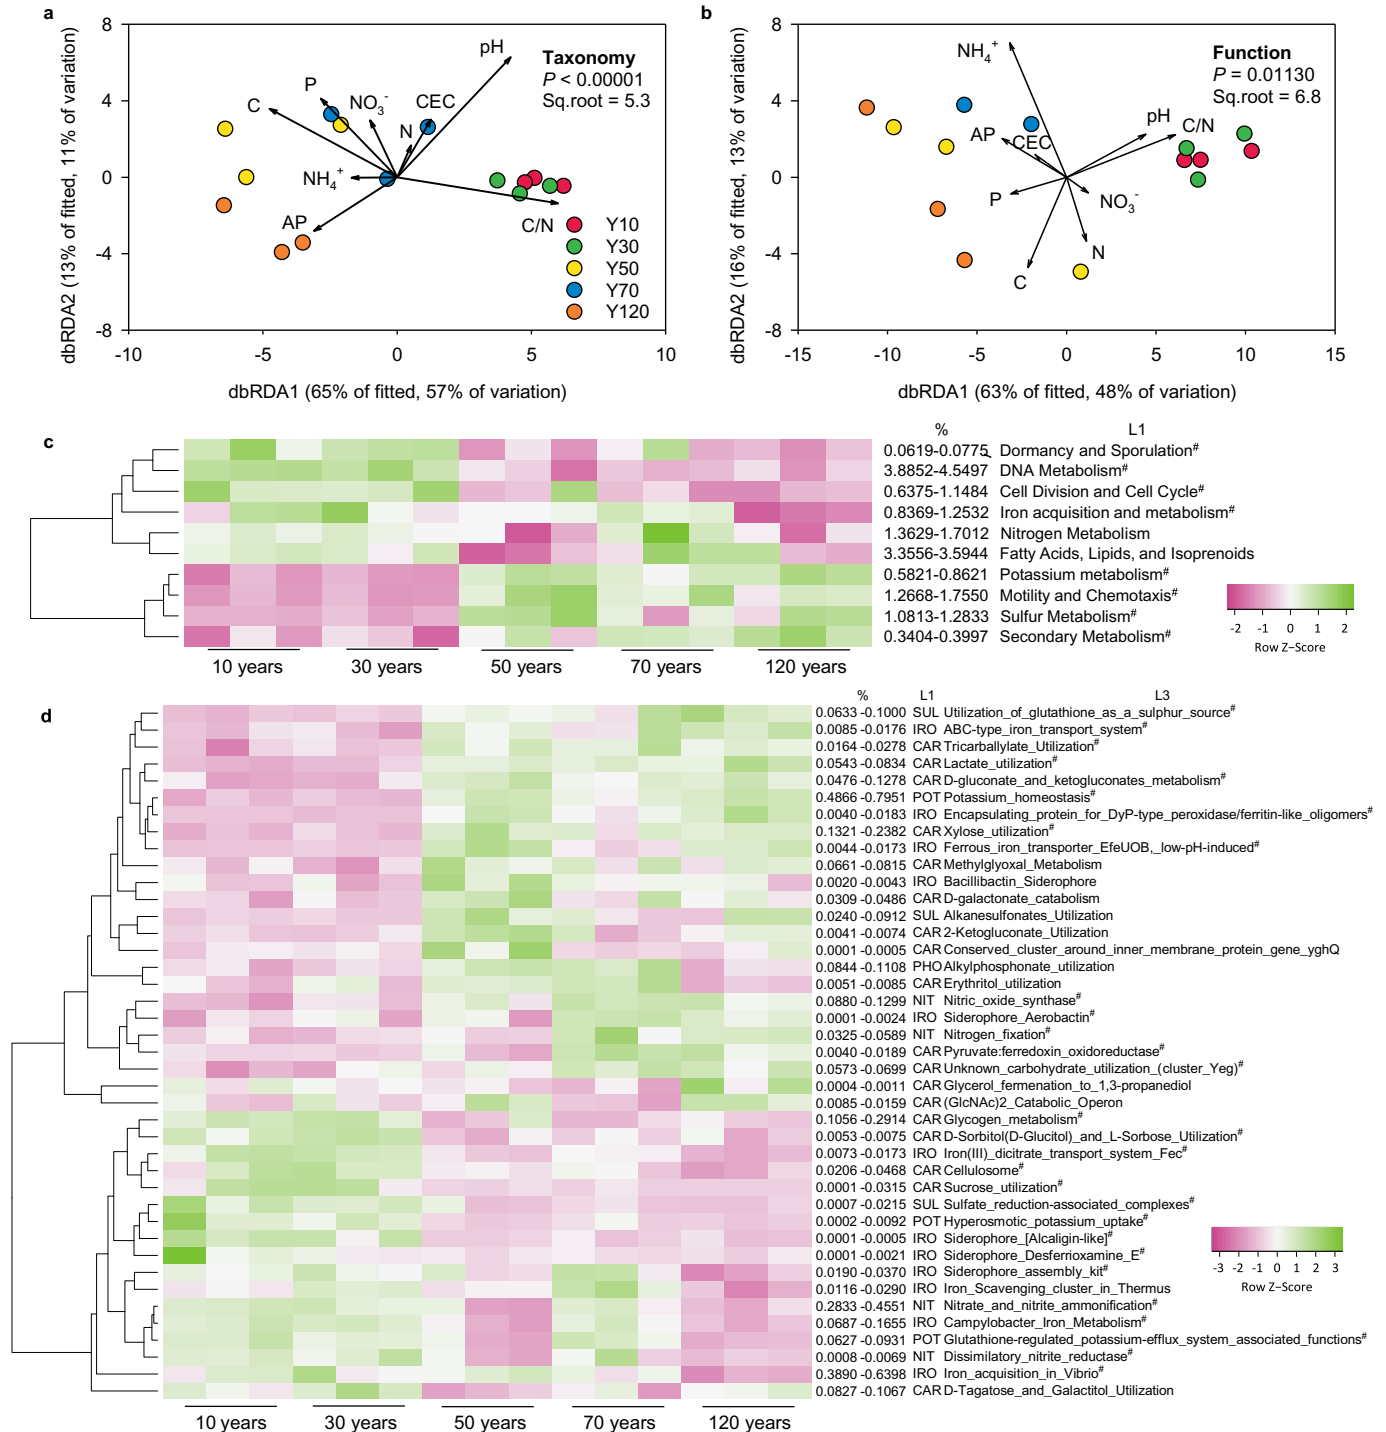 a
b
8
4
0
-4
-8
-10
-5
0
5
10
dbRDA2 (13% of fitted, 11% of variation)
dbRDA1 (65% of fitted, 57% of variation)
Taxonomy
P < 0.00001
Sq.root = 5.3
pH
P
C
NO3-
CEC
N
NH4+
AP
C/N
Y10
Y30
Y50
Y70
Y120
8
4
0
-4
-8
-15
-10
-5
0
5
10
15
dbRDA2 (16% of fitted, 13% of variation)
dbRDA1 (63% of fitted, 48% of variation)
Function
P = 0.01130
Sq.root = 6.8
NH4+
AP
CEC
pH
C/N
P
NO3-
N
C
c
% L1
0.0619-0.0775 Dormancy and Sporulation#
3.8852-4.5497 DNA Metabolism#
0.6375-1.1484 Cell Division and Cell Cycle#
0.8369-1.2532 Iron acquisition and metabolism#
1.3629-1.7012 Nitrogen Metabolism
3.3556-3.5944 Fatty Acids, Lipids, and Isoprenoids
0.5821-0.8621 Potassium metabolism#
1.2668-1.7550 Motility and Chemotaxis#
1.0813-1.2833 Sulfur Metabolism#
0.3404-0.3997 Secondary Metabolism#
-2 -1 0 1 2
Row Z-Score
10 years 30 years 50 years 70 years 120 years
d
% L1 L3
0.0633 -0.1000 SUL Utilization_of_glutathione_as_a_sulphur_source#
0.0085 -0.0176 IRO ABC-type_iron_transport_system#
0.0164 -0.0278 CAR Tricarballylate_Utilization#
0.0543 -0.0834 CAR Lactate_utilization#
0.0476 -0.1278 CAR D-gluconate_and_ketogluconates_metabolism#
0.4866 -0.7951 POT Potassium_homeostasis#
0.0040 -0.0183 IRO Encapsulating_protein_for_DyP-type_peroxidase/ferritin-like_oligomers#
0.1321 -0.2382 CAR Xylose_utilization#
0.0044 -0.0173 IRO Ferrous_iron_transporter_EfeUOB,_low-pH-induced#
0.0661 -0.0815 CAR Methylglyoxal_Metabolism
0.0020 -0.0043 IRO Bacillibactin_Siderophore
0.0309 -0.0486 CAR D-galactonate_catabolism
0.0240 -0.0912 SUL Alkanesulfonates_Utilization
0.0041 -0.0074 CAR 2-Ketogluconate_Utilization
0.0001 -0.0005 CAR Conserved_cluster_around_inner_membrane_protein_gene_yghQ
0.0844 -0.1108 PHO Alkylphosphonate_utilization
0.0051 -0.0085 CAR Erythritol_utilization
0.0880 -0.1299 NIT Nitric_oxide_synthase#
0.0001 -0.0024 IRO Siderophore_Aerobactin#
0.0325 -0.0589 NIT Nitrogen_fixation#
0.0040 -0.0189 CAR Pyruvate:ferredoxin_oxidoreductase#
0.0573 -0.0699 CAR Unknown_carbohydrate_utilization_(cluster_Yeg)#
0.0004 -0.0011 CAR Glycerol_fermenation_to_1,3-propanediol
0.0085 -0.0159 CAR (GlcNAc)2_Catabolic_Operon
0.1056 -0.2914 CAR Glycogen_metabolism#
0.0053 -0.0075 CAR D-Sorbitol(D-Glucitol)_and_L-Sorbose_Utilization#
0.0073 -0.0173 IRO Iron(III)_dicitrate_transport_system_Fec#
0.0206 -0.0468 CAR Cellulosome#
0.0001 -0.0315 CAR Sucrose_utilization#
0.0007 -0.0215 SUL Sulfate_reduction-associated_complexes#
0.0002 -0.0092 POT Hyperosmotic_potassium_uptake#
0.0001 -0.0005 IRO Siderophore_[Alcaligin-like]#
0.0001 -0.0021 IRO Siderophore_Desferrioxamine_E#
0.0190 -0.0370 IRO Siderophore_assembly_kit#
0.0116 -0.0290 IRO Iron_Scavenging_cluster_in_Thermus
0.2833 -0.4551 NIT Nitrate_and_nitrite_ammonification#
0.0687 -0.1655 IRO Campylobacter_Iron_Metabolism#
0.0627 -0.0931 POT Glutathione-regulated_potassium-efflux_system_associated_functions#
0.0008 -0.0069 NIT Dissimilatory_nitrite_reductase#
0.3890 -0.6398 IRO Iron_acquisition_in_Vibrio#
0.0827 -0.1067 CAR D-Tagatose_and_Galactitol_Utilization
-3 -2 -1 0 1 2 3
Row Z-Score
10 years 30 years 50 years 70 years 120 years